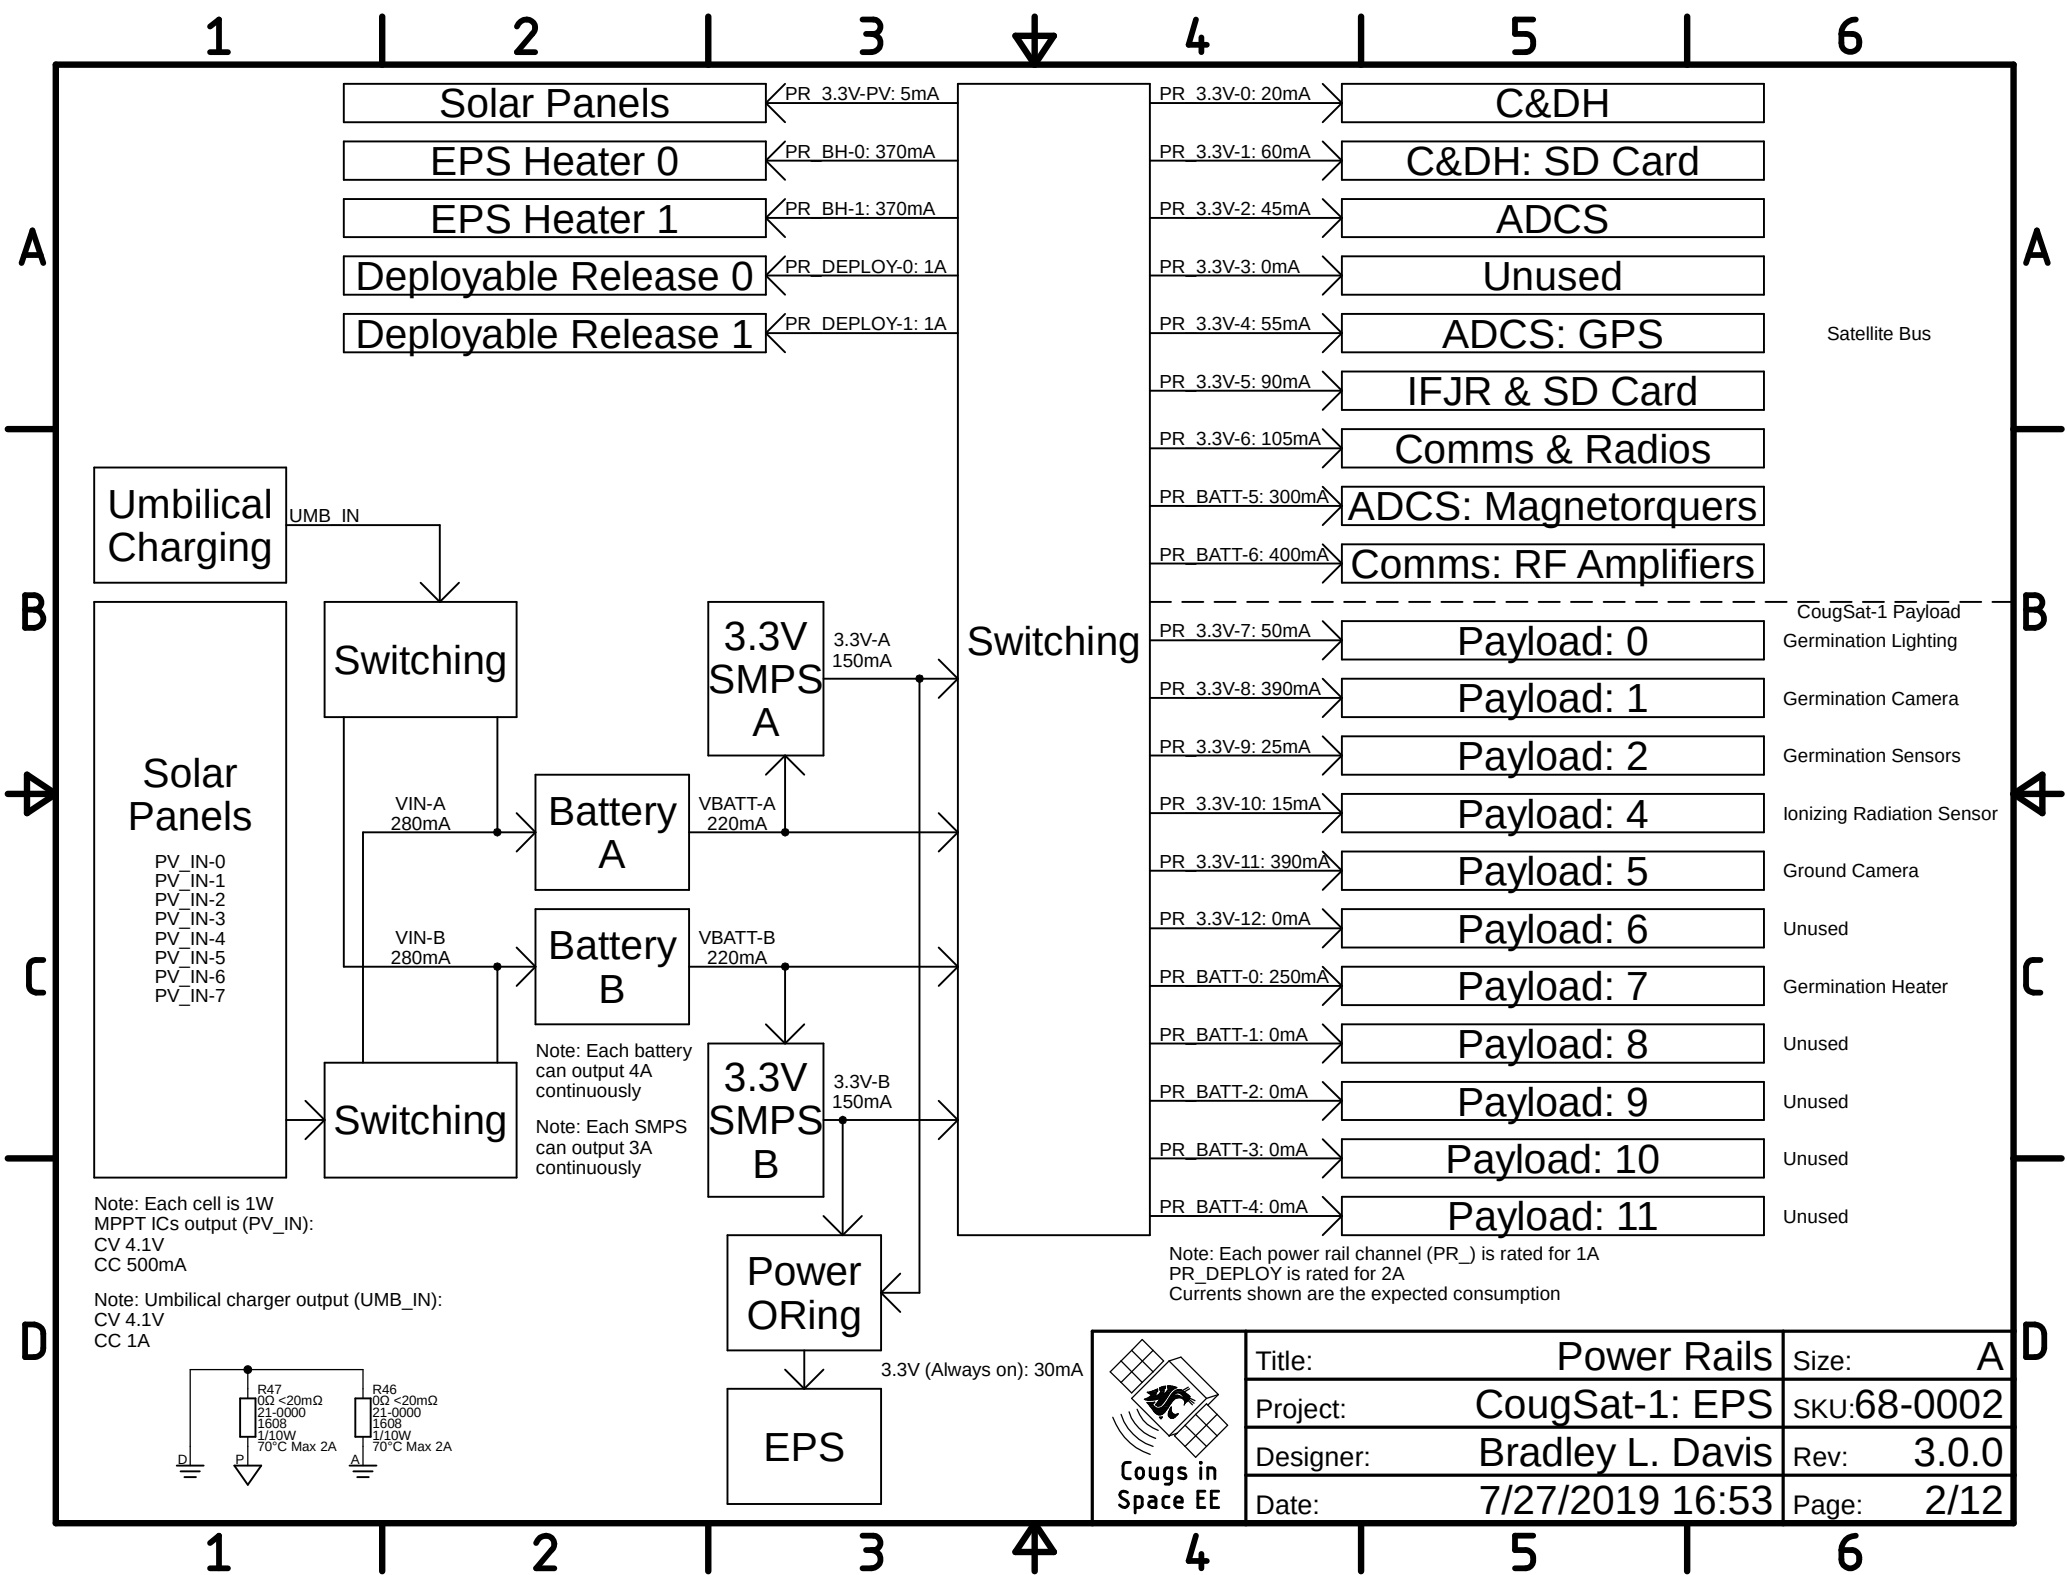 1 2 3 4 5 6
A
A
B
B
C
C
D
D
Solar Panels
PR_3.3V-PV: 5mA
EPS Heater 0
PR_BH-0: 370mA
EPS Heater 1
PR_BH-1: 370mA
Deployable Release 0
PR_DEPLOY-0: 1A
Deployable Release 1
PR_DEPLOY-1: 1A
PR_3.3V-0: 20mA
C&DH
PR_3.3V-1: 60mA
C&DH: SD Card
PR_3.3V-2: 45mA
ADCS
PR_3.3V-3: 0mA
Unused
PR_3.3V-4: 55mA
ADCS: GPS
Satellite Bus
PR_3.3V-5: 90mA
IFJR & SD Card
PR_3.3V-6: 105mA
Comms & Radios
PR_BATT-5: 300mA
ADCS: Magnetorquers
PR_BATT-6: 400mA
Comms: RF Amplifiers
CougSat-1 Payload
PR_3.3V-7: 50mA
Payload: 0
Germination Lighting
PR_3.3V-8: 390mA
Payload: 1
Germination Camera
PR_3.3V-9: 25mA
Payload: 2
Germination Sensors
PR_3.3V-10: 15mA
Payload: 4
Ionizing Radiation Sensor
PR_3.3V-11: 390mA
Payload: 5
Ground Camera
PR_3.3V-12: 0mA
Payload: 6
Unused
PR_BATT-0: 250mA
Payload: 7
Germination Heater
PR_BATT-1: 0mA
Payload: 8
Unused
PR_BATT-2: 0mA
Payload: 9
Unused
PR_BATT-3: 0mA
Payload: 10
Unused
PR_BATT-4: 0mA
Payload: 11
Unused
Note: Each power rail channel (PR_) is rated for 1A
PR_DEPLOY is rated for 2A
Currents shown are the expected consumption
Switching
Umbilical
Charging
UMB_IN
Switching
Solar
Panels
PV_IN-0
PV_IN-1
PV_IN-2
PV_IN-3
PV_IN-4
PV_IN-5
PV_IN-6
PV_IN-7
Switching
VIN-A
280mA
Battery
A
VBATT-A
220mA
VIN-B
280mA
Battery
B
VBATT-B
220mA
3.3V
SMPS
A
3.3V-A
150mA
3.3V
SMPS
B
3.3V-B
150mA
Note: Each battery
can output 4A
continuously
Note: Each SMPS
can output 3A
continuously
Power
ORing
3.3V (Always on): 30mA
EPS
Note: Each cell is 1W
MPPT ICs output (PV_IN):
CV 4.1V
CC 500mA
Note: Umbilical charger output (UMB_IN):
CV 4.1V
CC 1A
R47
0Ω <20mΩ
21-0000
1608
1/10W
70°C Max 2A
R46
0Ω <20mΩ
21-0000
1608
1/10W
70°C Max 2A
D
P
A
Cougs in
Space EE
Title: Power Rails
Size: A
Project: CougSat-1: EPS
SKU: 68-0002
Designer: Bradley L. Davis
Rev: 3.0.0
Date: 7/27/2019 16:53
Page: 2/12
1 2 3 4 5 6